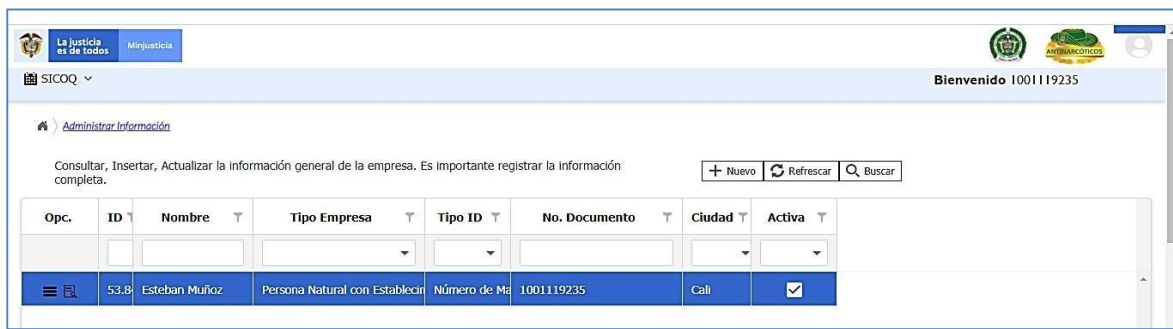 La justicia
es de todos
Minjusticia
ANTINARCOTICOS
SICOQ
Bienvenido 1001119235
Administrar Información
Consultar, Insertar, Actualizar la información general de la empresa. Es importante registrar la información
completa.
Nuevo Refrescar Buscar
Opc. ID Nombre Tipo Empresa Tipo ID No. Documento Ciudad Activa
53.8 Esteban Muñoz Persona Natural con Establecin Número de Ma 1001119235 Cali